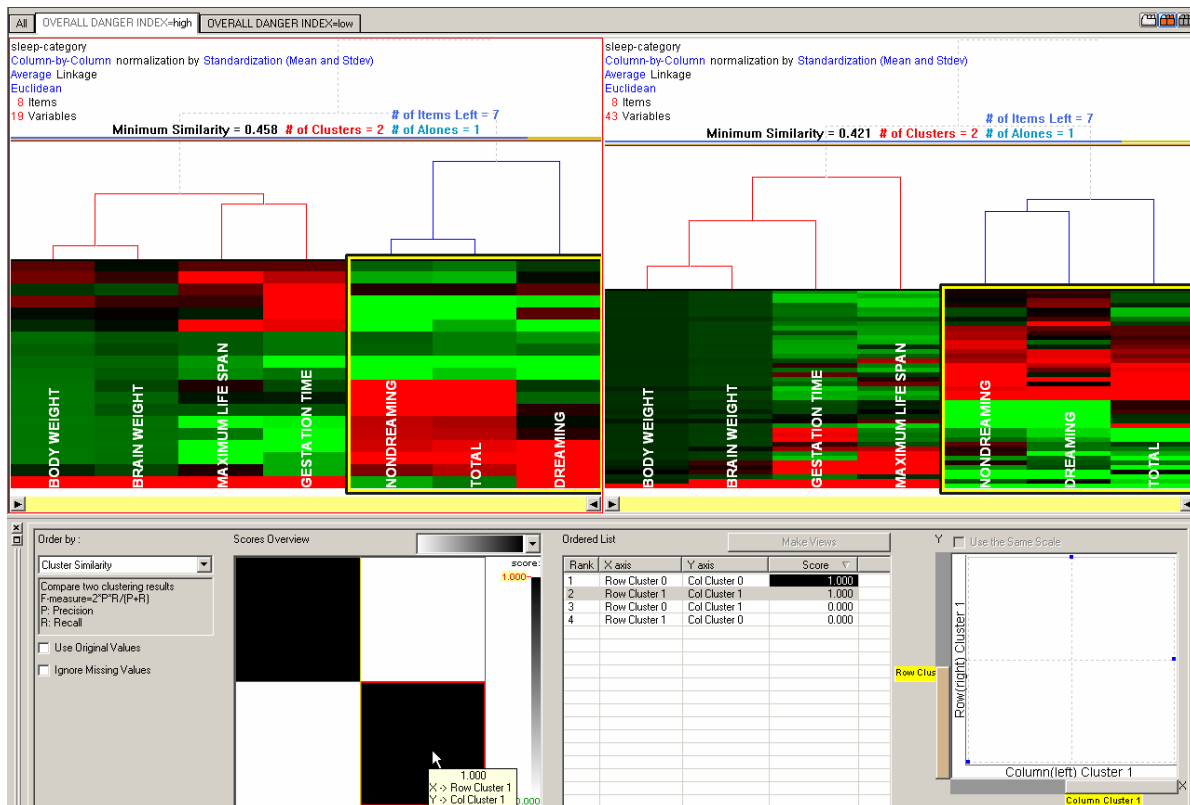 All OVERALL DANGER INDEX=high OVERALL DANGER INDEX=low
sleep-category
Column-by-Column normalization by Standardization (Mean and Stdev)
Average Linkage
Euclidean
8 Items
19 Variables
# of Items Left = 7
Minimum Similarity = 0.458 # of Clusters = 2 # of Alones = 1
BODY WEIGHT
BRAIN WEIGHT
MAXIMUM LIFE SPAN
GESTATION TIME
NONDREAMING
TOTAL
DREAMING
sleep-category
Column-by-Column normalization by Standardization (Mean and Stdev)
Average Linkage
Euclidean
8 Items
43 Variables
# of Items Left = 7
Minimum Similarity = 0.421 # of Clusters = 2 # of Alones = 1
BODY WEIGHT
BRAIN WEIGHT
GESTATION TIME
MAXIMUM LIFE SPAN
NONDREAMING
DREAMING
TOTAL
Order by :
Cluster Similarity
Compare two clustering results
F-measure=2*P*R/(P+R)
P: Precision
R: Recall
Use Original Values
Ignore Missing Values
Scores Overview
score:
1.000
0.000
1.000
X -> Row Cluster 1
Y -> Col Cluster 1
Ordered List
Make Views
Rank X axis Y axis Score
1 Row Cluster 0 Col Cluster 0 1.000
2 Row Cluster 1 Col Cluster 1 1.000
3 Row Cluster 0 Col Cluster 1 0.000
4 Row Cluster 1 Col Cluster 0 0.000
Y
Use the Same Scale
Row Clus
Row(right) Cluster 1
Column(left) Cluster 1
X
Column Cluster 1